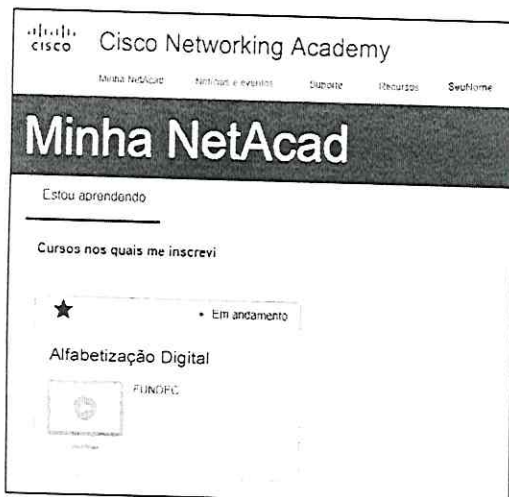 CISCO
Cisco Networking Academy
Minha NetAcad Notícias e eventos Suporte Recursos SeuNome
Minha NetAcad
Estou aprendendo
Cursos nos quais me inscrevi
• Em andamento
Alfabetização Digital
FUNDEC